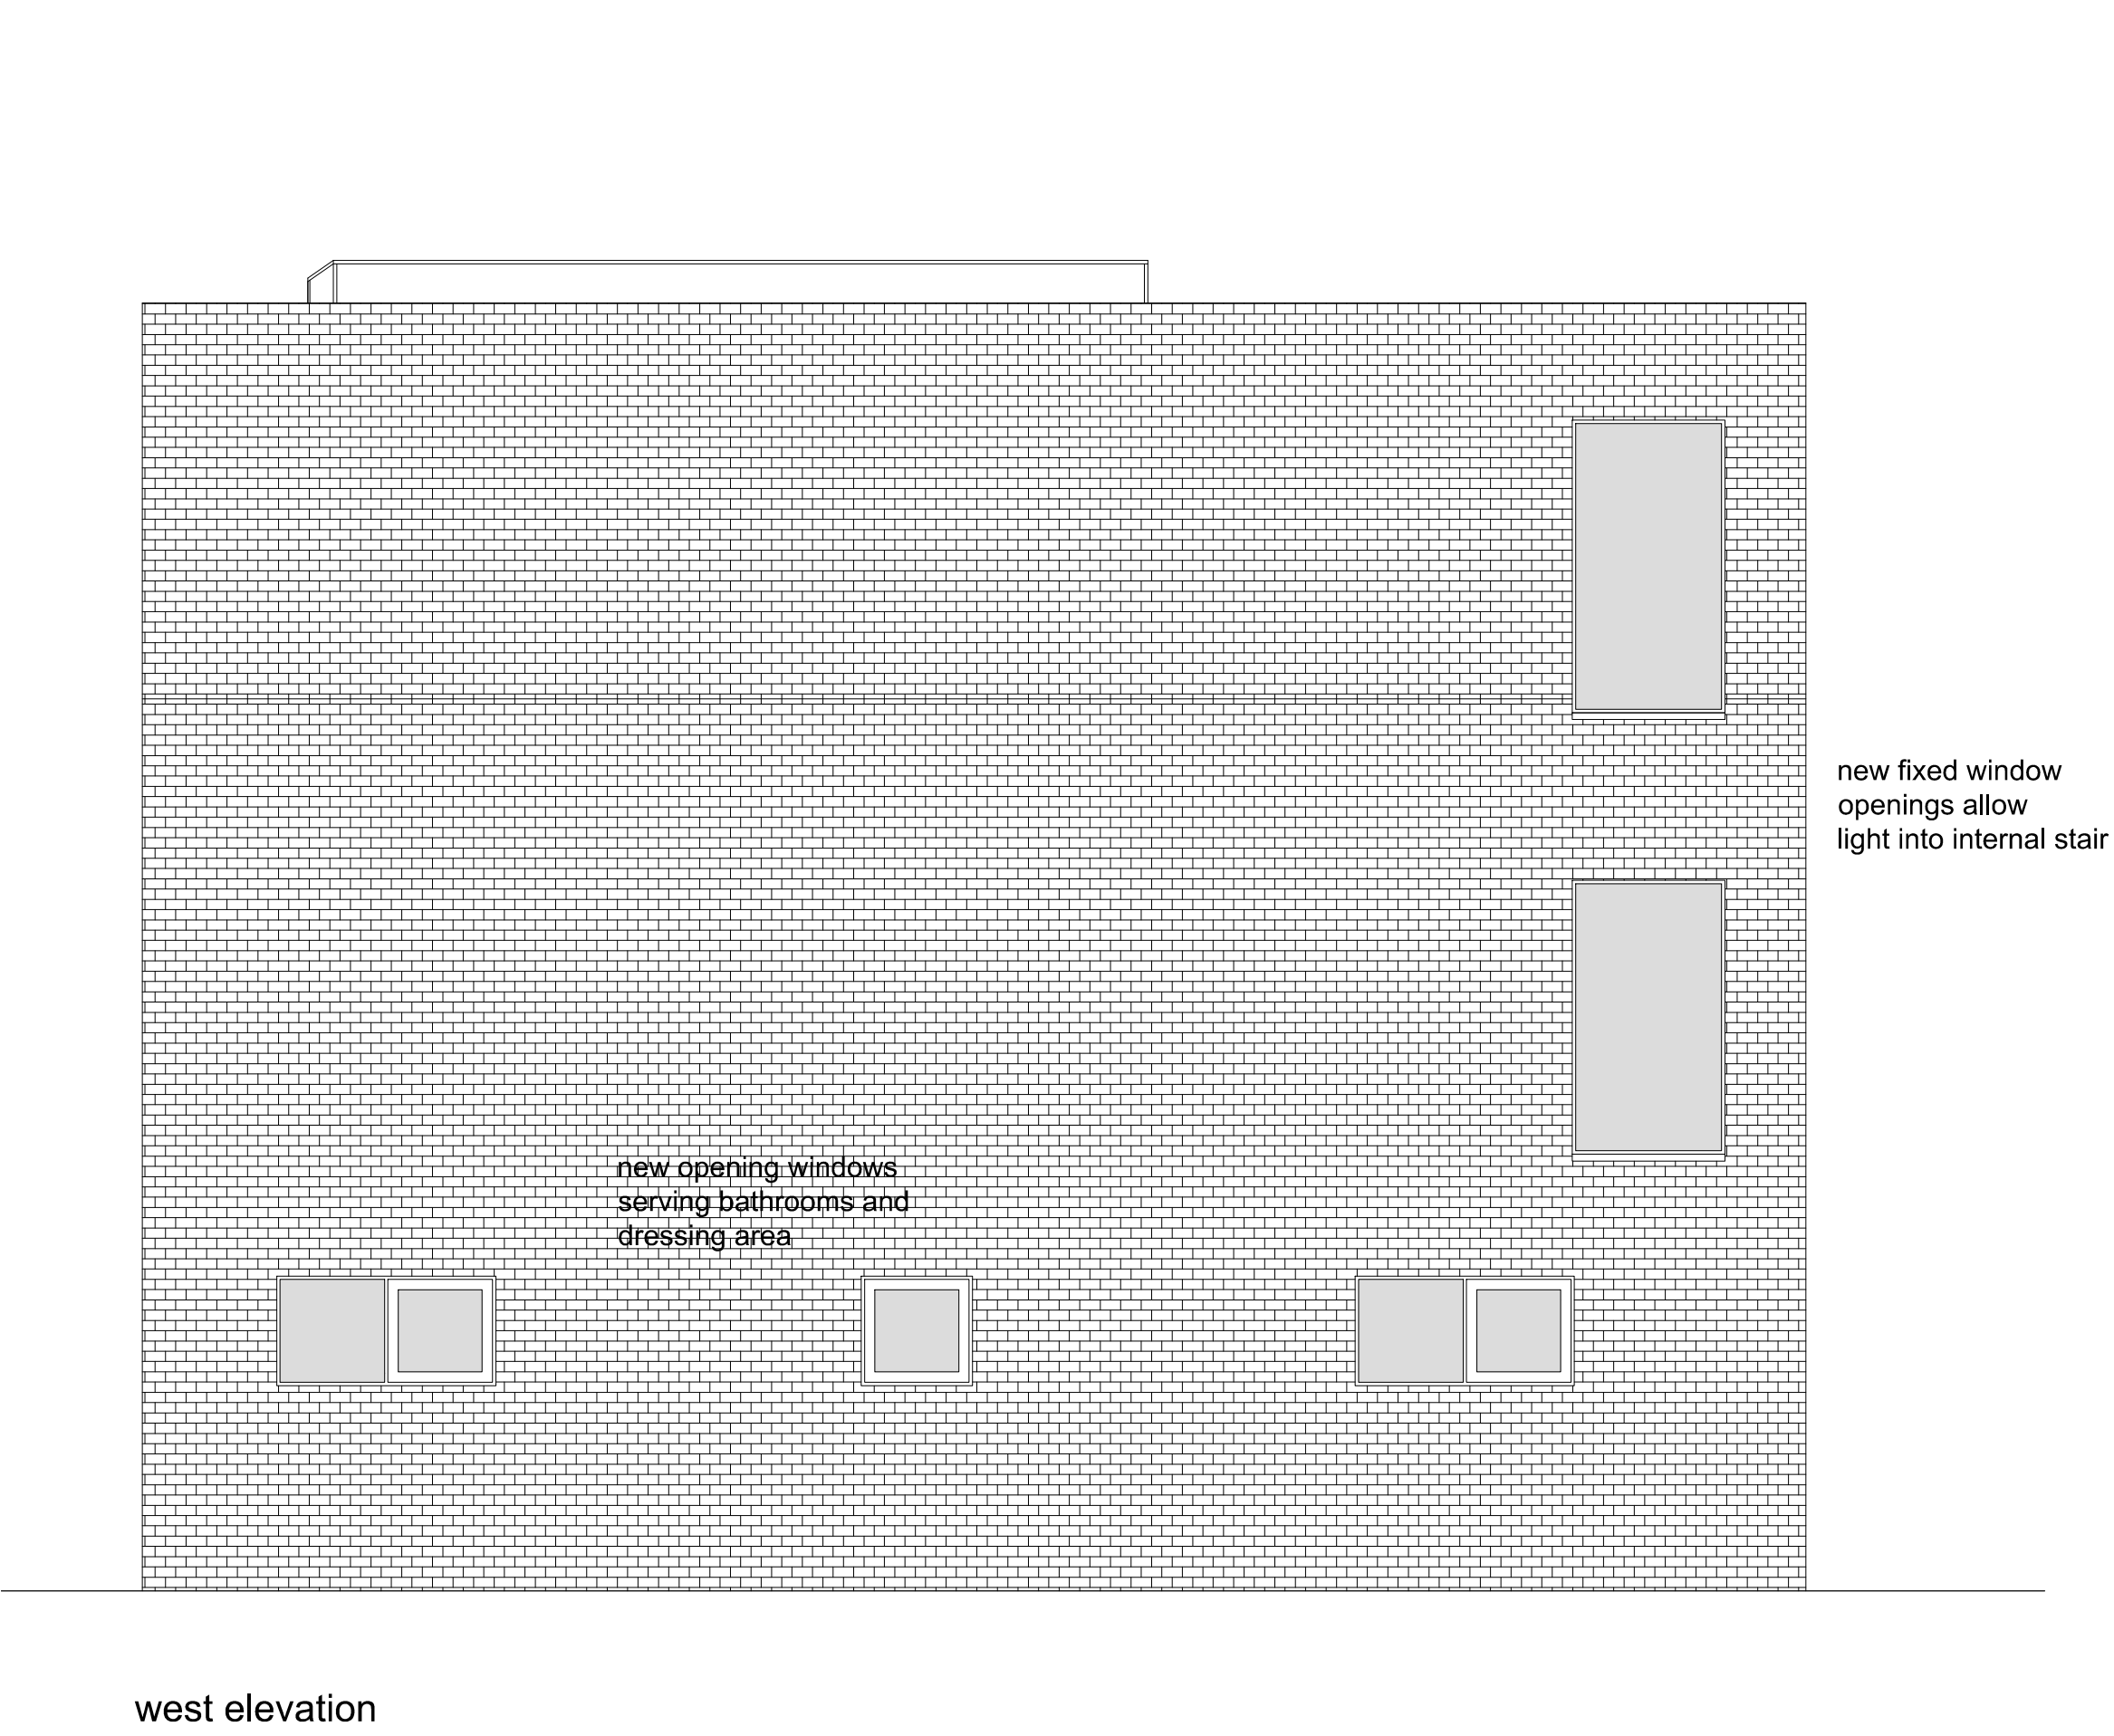 new fixed window
openings allow
light into internal stair
new opening windows
serving bathrooms and
dressing area
west elevation